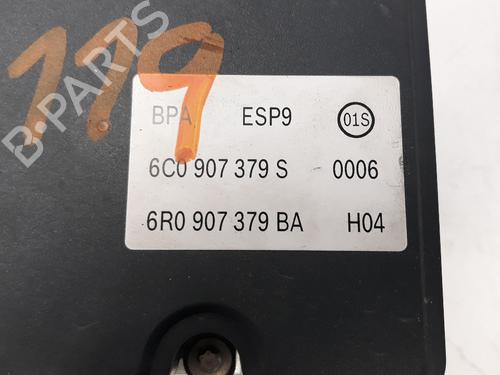 119
B-PARTS
BPA ESP9 01S
6C0 907 379 S 0006
6R0 907 379 BA H04